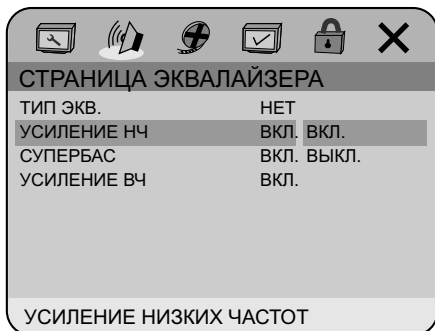 СТРАНИЦА ЭКВАЛАЙЗЕРА
ТИП ЭКВ. НЕТ
УСИЛЕНИЕ НЧ ВКЛ. ВКЛ.
СУПЕРБАС ВКЛ. ВЫКЛ.
УСИЛЕНИЕ ВЧ ВКЛ.
УСИЛЕНИЕ НИЗКИХ ЧАСТОТ